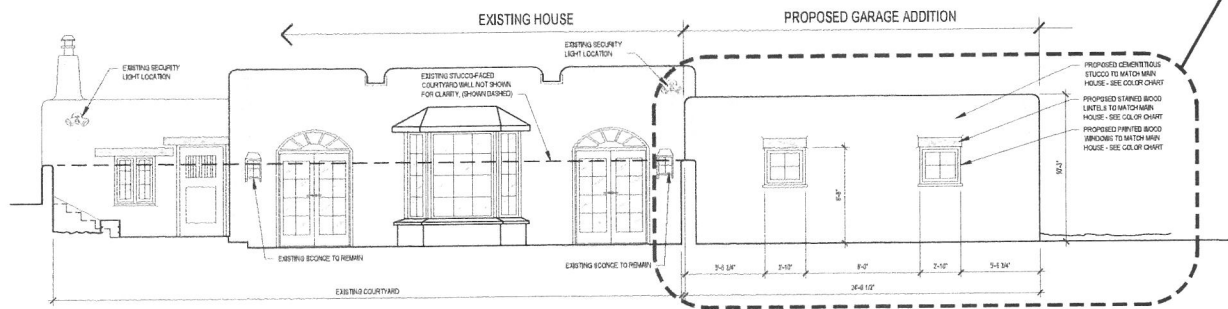 EXISTING HOUSE
PROPOSED GARAGE ADDITION
EXISTING SECURITY
LIGHT LOCATION
EXISTING SECURITY
LIGHT LOCATION
EXISTING STUCCO-FACED
COURTYARD WALL NOT SHOWN
FOR CLARITY, (SHOWN DASHED)
PROPOSED CEMENTITIOUS
STUCCO TO MATCH MAIN
HOUSE - SEE COLOR CHART
PROPOSED STAINED WOOD
LINTELS TO MATCH MAIN
HOUSE - SEE COLOR CHART
PROPOSED PAINTED WOOD
WINDOWS TO MATCH MAIN
HOUSE - SEE COLOR CHART
EXISTING SCONCE TO REMAIN
EXISTING SCONCE TO REMAIN
EXISTING COURTYARD